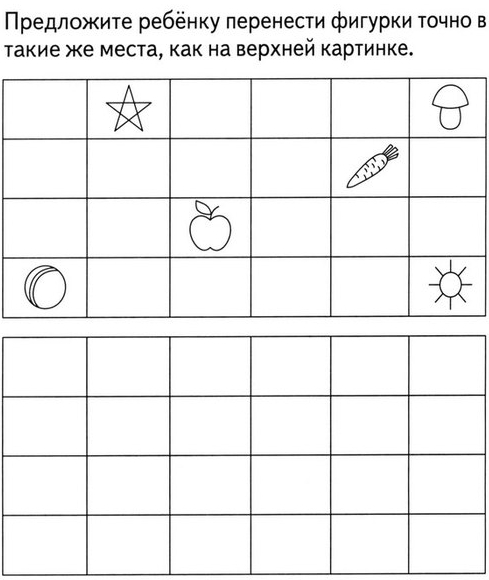 Предложите ребёнку перенести фигурки точно в
такие же места, как на верхней картинке.